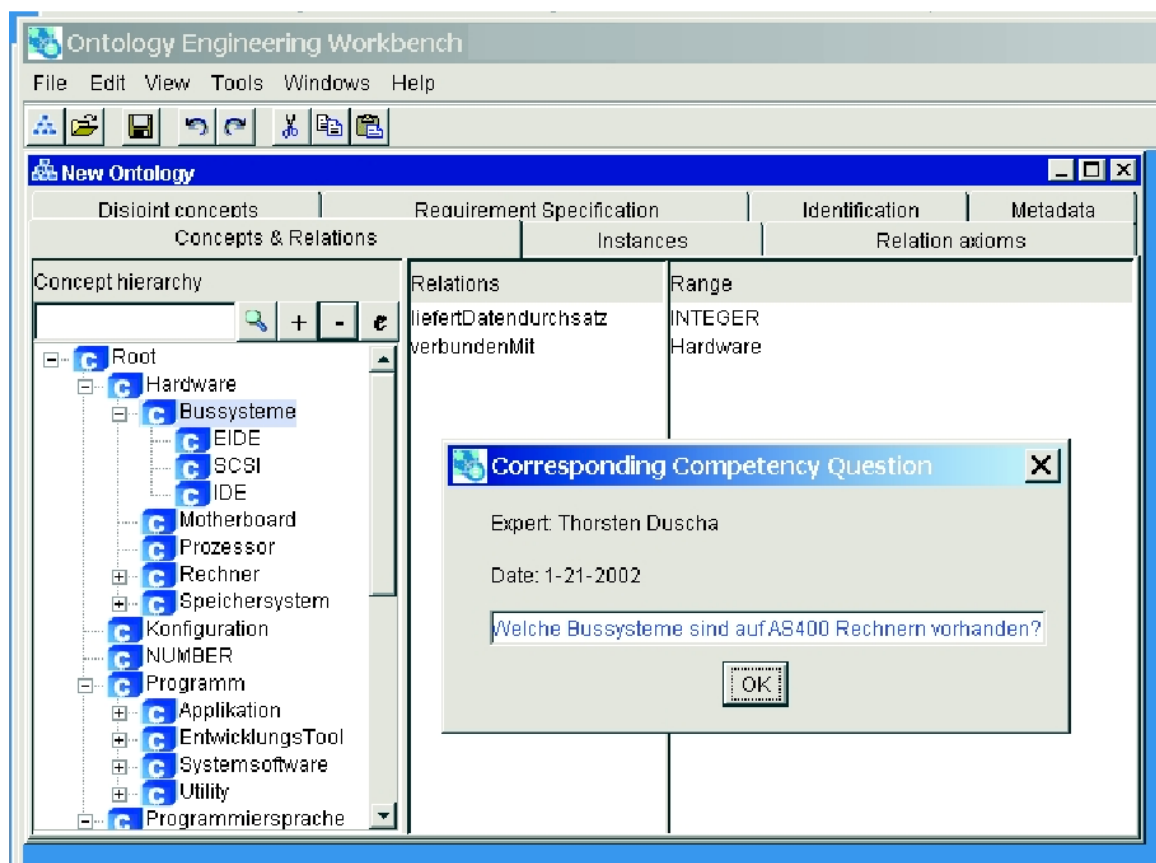 Ontology Engineering Workbench
File Edit View Tools Windows Help
New Ontology
Disjoint concepts Requirement Specification Identification Metadata
Concepts & Relations Instances Relation axioms
Concept hierarchy
Relations Range
+ - e
liefertDatendurchsatz INTEGER
verbundenMit Hardware
C Root
C Hardware
C Bussysteme
C EIDE
C SCSI
C IDE
C Motherboard
C Prozessor
C Rechner
C Speichersystem
C Konfiguration
C NUMBER
C Programm
C Applikation
C EntwicklungsTool
C Systemsoftware
C Utility
C Programmiersprache
Corresponding Competency Question
Expert: Thorsten Duscha
Date: 1-21-2002
Welche Bussysteme sind auf AS400 Rechnern vorhanden?
OK